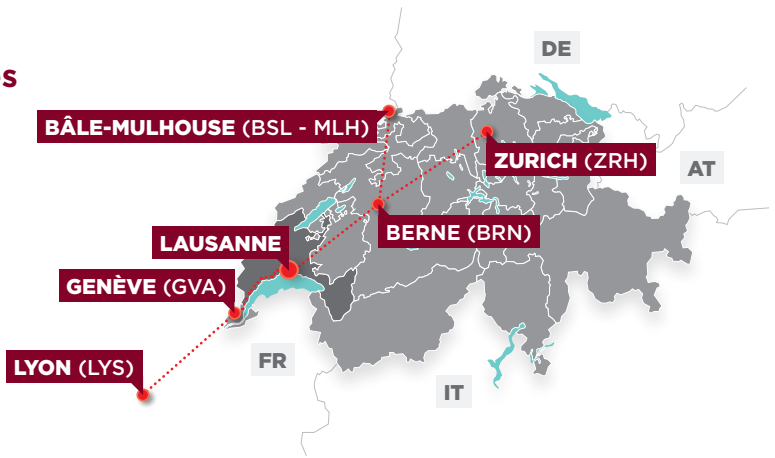 s
DE
BÂLE-MULHOUSE (BSL - MLH)
ZURICH (ZRH)
AT
BERNE (BRN)
LAUSANNE
GENÈVE (GVA)
FR
LYON (LYS)
IT